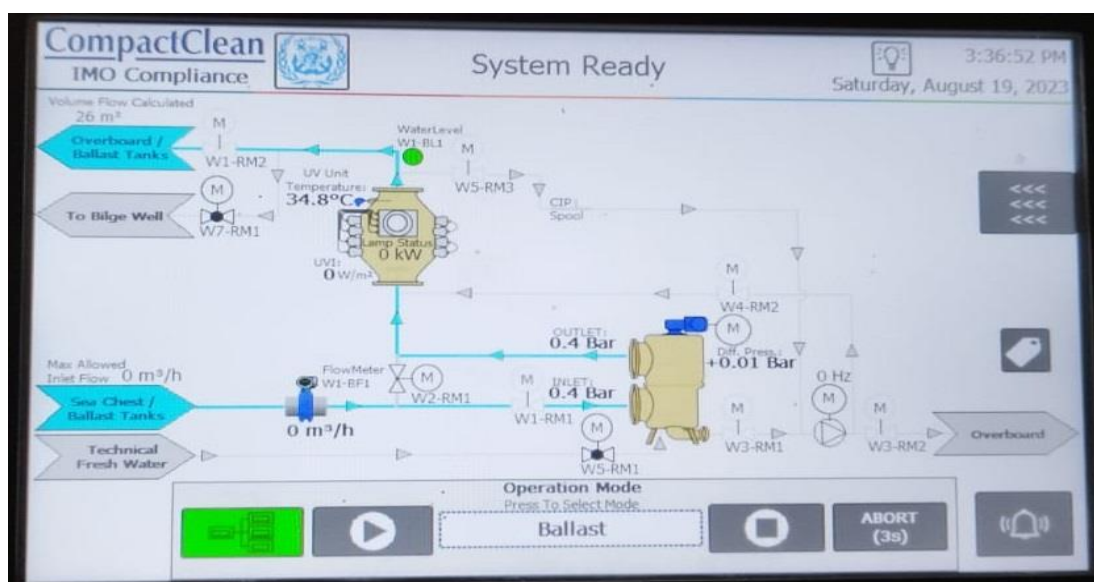 CompactClean
IMO Compliance
System Ready
3:36:52 PM
Saturday, August 19, 2023
Volume Flow Calculated
26 m³
Overboard /
Ballast Tanks
M
W1-RM2
WaterLevel
W1-BL1
M
W5-RM3
UV Unit
Temperature:
34.8°C
To Bilge Well
M
W7-RM1
CIP:
Spool
<<<
<<<
<<<
Lamp Status
0 kW
UVI:
0 W/m²
M
W4-RM2
OUTLET:
0.4 Bar
M
Diff. Press.:
+0.01 Bar
Max Allowed
Inlet Flow 0 m³/h
FlowMeter
W1-BF1
M
W2-RM1
M
W1-RM1
INLET:
0.4 Bar
0 Hz
M
Sea Chest /
Ballast Tanks
0 m³/h
M
W5-RM1
M
W3-RM1
M
W3-RM2
Overboard
Technical
Fresh Water
Operation Mode
Press To Select Mode
Ballast
ABORT
(3s)